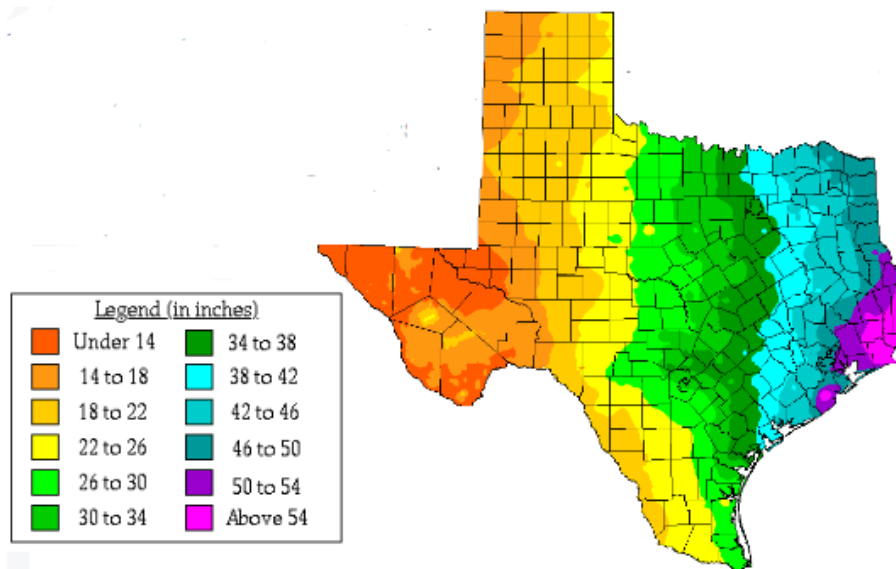 Legend (in inches)
Under 14
14 to 18
18 to 22
22 to 26
26 to 30
30 to 34
34 to 38
38 to 42
42 to 46
46 to 50
50 to 54
Above 54